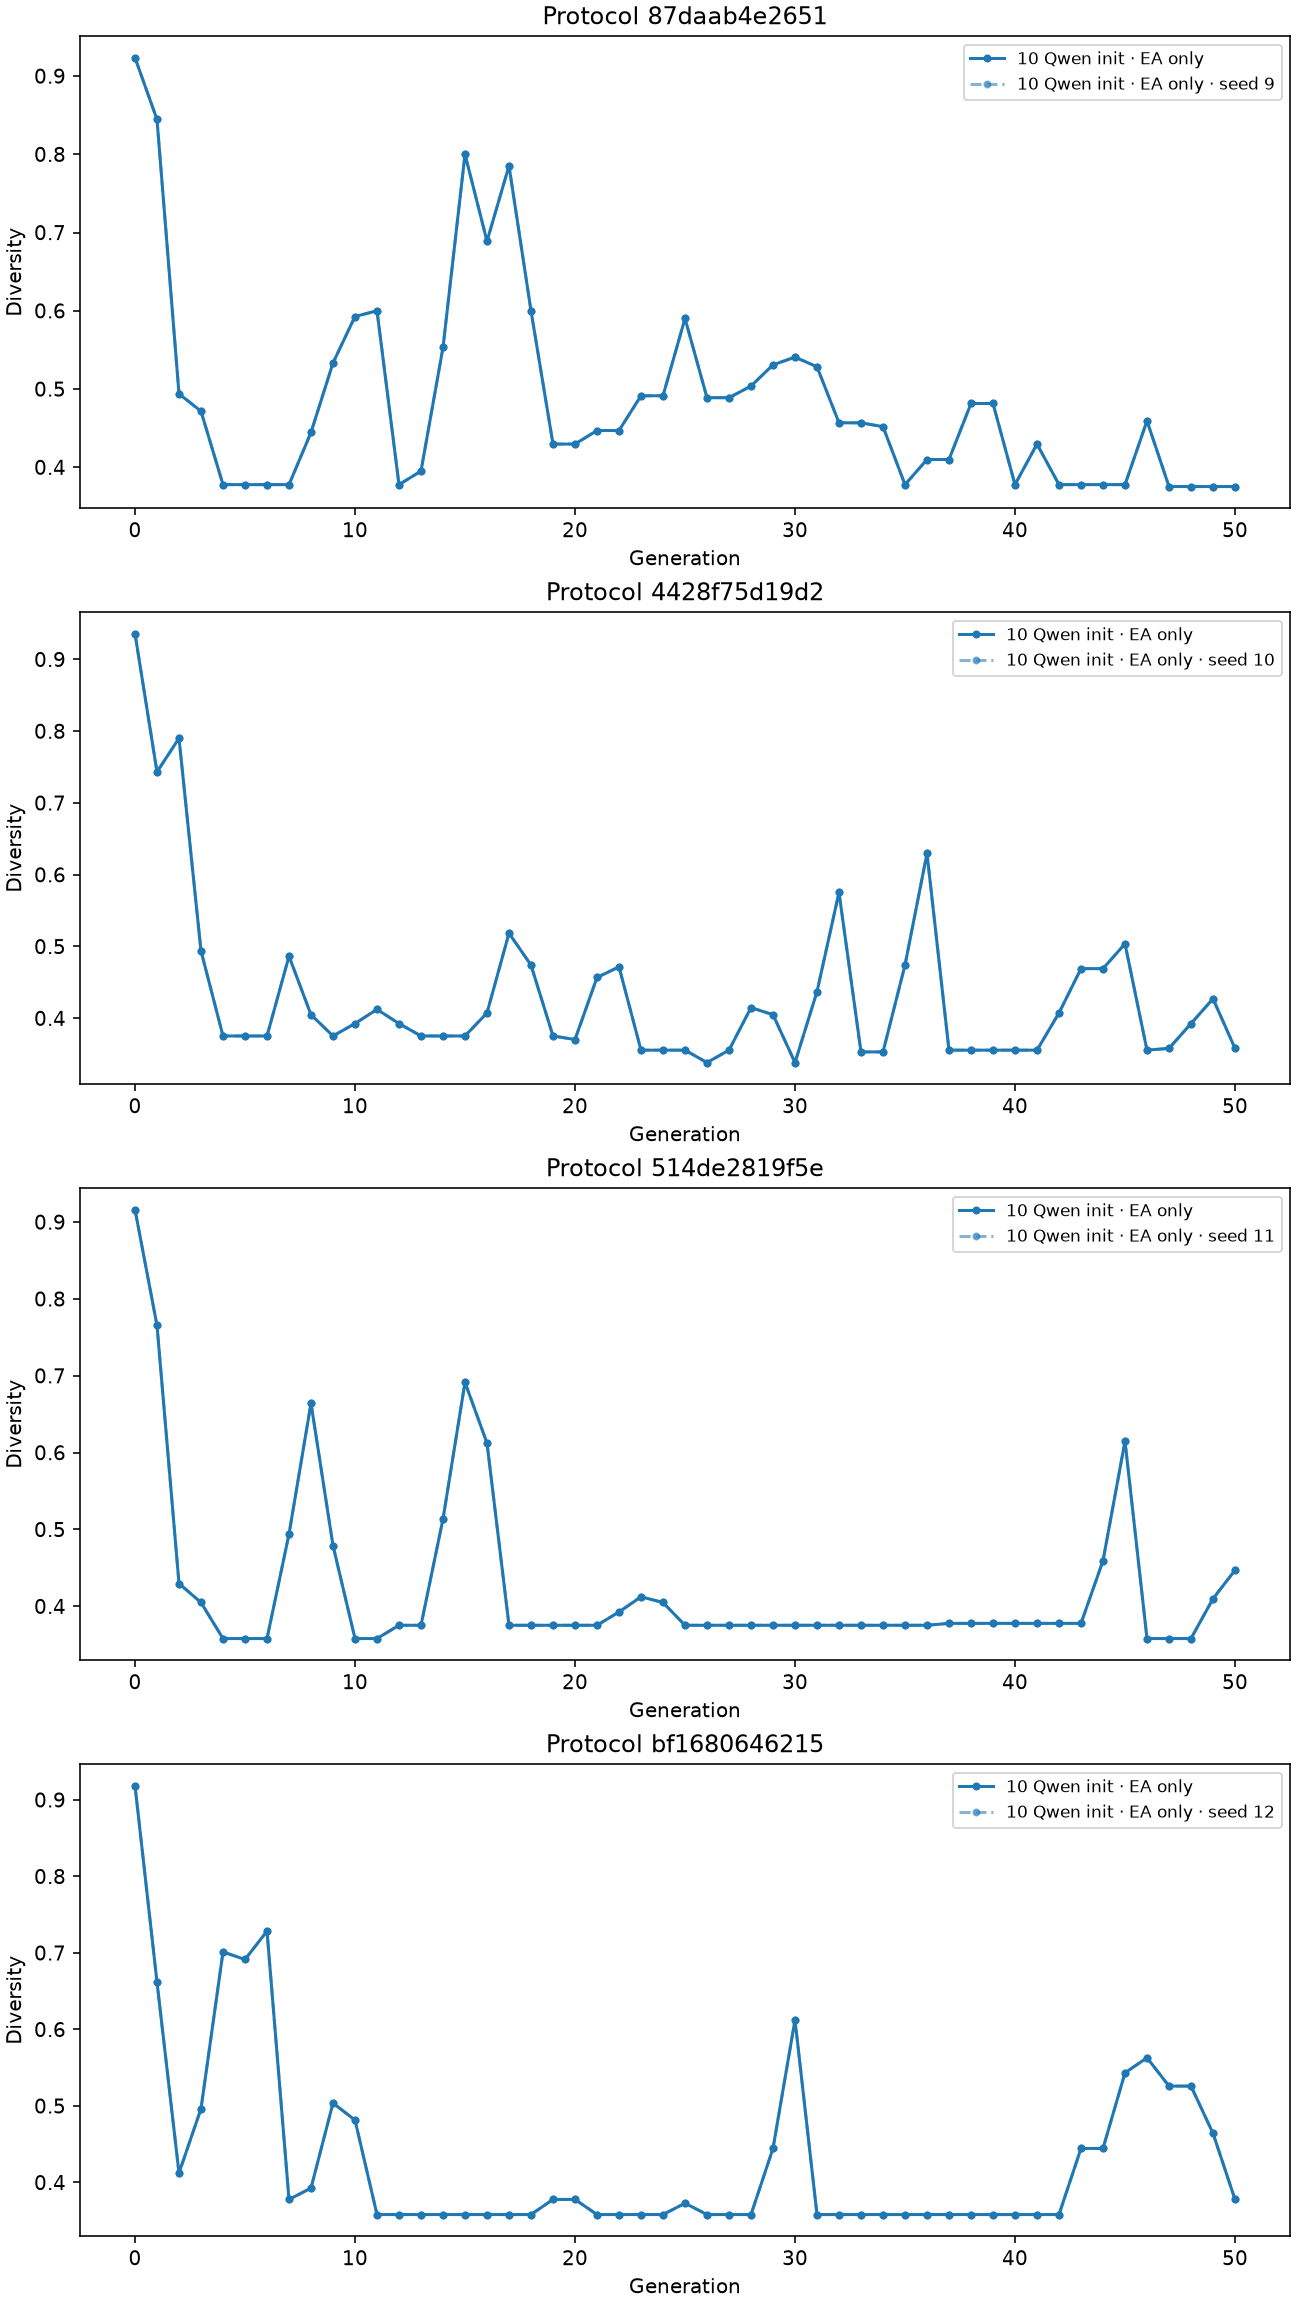 Protocol 87daab4e2651
10 Qwen init · EA only
10 Qwen init · EA only · seed 9
0.9
0.8
0.7
0.6
0.5
0.4
Diversity
0 10 20 30 40 50
Generation
Protocol 4428f75d19d2
10 Qwen init · EA only
10 Qwen init · EA only · seed 10
0.9
0.8
0.7
0.6
0.5
0.4
Diversity
0 10 20 30 40 50
Generation
Protocol 514de2819f5e
10 Qwen init · EA only
10 Qwen init · EA only · seed 11
0.9
0.8
0.7
0.6
0.5
0.4
Diversity
0 10 20 30 40 50
Generation
Protocol bf1680646215
10 Qwen init · EA only
10 Qwen init · EA only · seed 12
0.9
0.8
0.7
0.6
0.5
0.4
Diversity
0 10 20 30 40 50
Generation